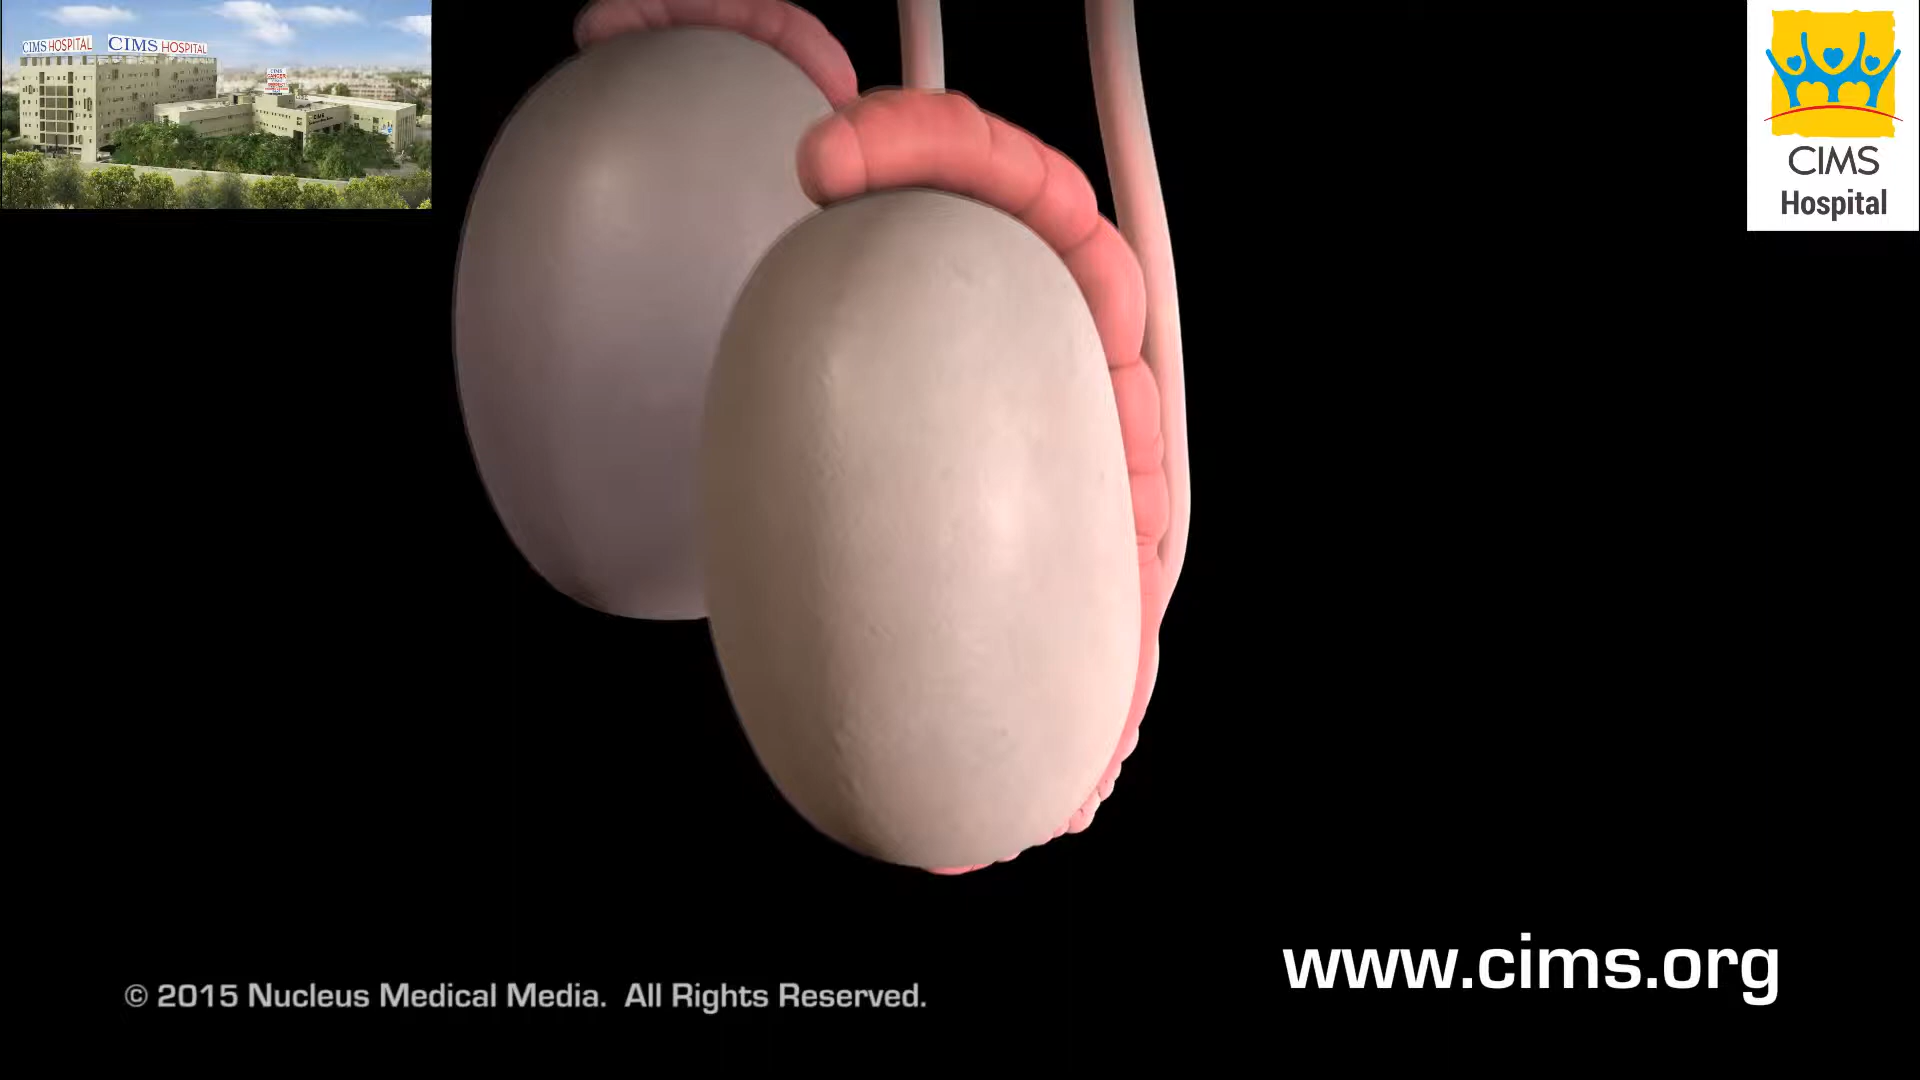 CIMS HOSPITAL CIMS HOSPITAL
CIMS
Hospital
www.cims.org
© 2015 Nucleus Medical Media. All Rights Reserved.